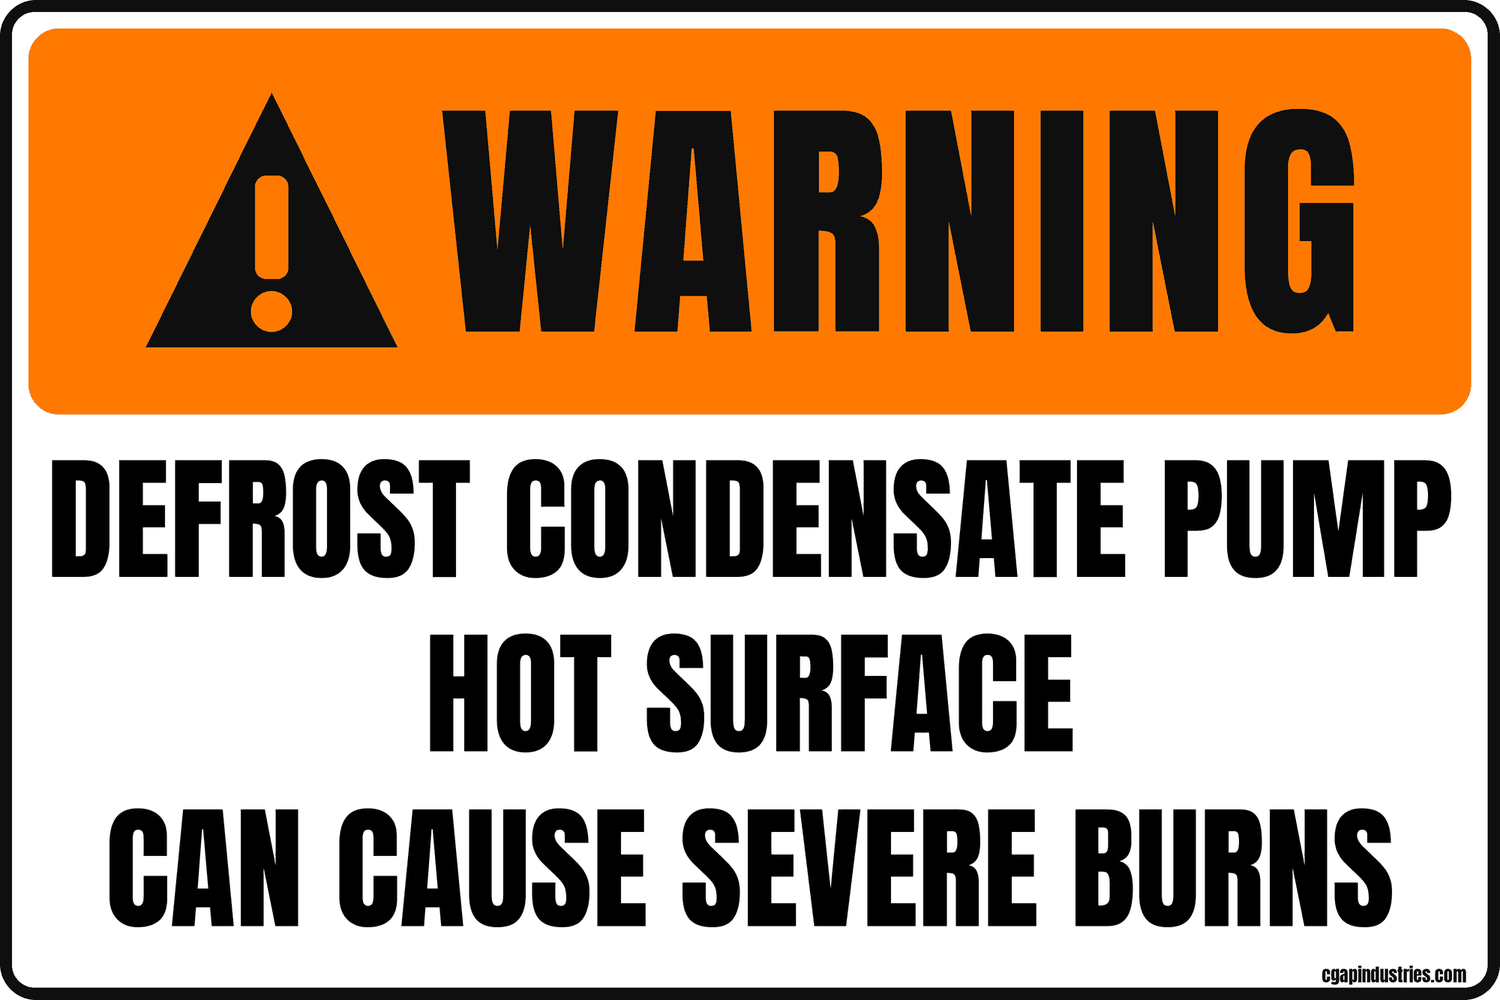 WARNING
DEFROST CONDENSATE PUMP
HOT SURFACE
CAN CAUSE SEVERE BURNS
cgapindustries.com